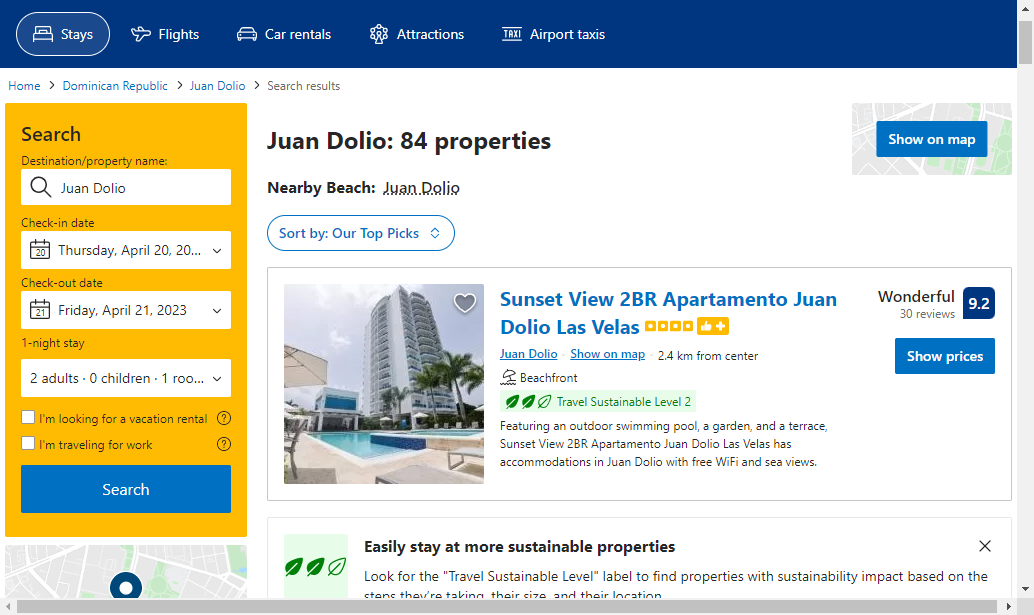 Stays
Flights
Car rentals
Attractions
TAXI Airport taxis
Home
Dominican Republic
Juan Dolio
Search results
Search
Destination/property name:
Juan Dolio
Check-in date
20 Thursday, April 20, 20...
Check-out date
21 Friday, April 21, 2023
1-night stay
2 adults · 0 children · 1 roo...
I'm looking for a vacation rental ?
I'm traveling for work ?
Search
Juan Dolio: 84 properties
Show on map
Nearby Beach: Juan Dolio
Sort by: Our Top Picks
Sunset View 2BR Apartamento Juan
Dolio Las Velas
Wonderful
30 reviews
9.2
Show prices
Juan Dolio · Show on map · 2.4 km from center
Beachfront
Travel Sustainable Level 2
Featuring an outdoor swimming pool, a garden, and a terrace,
Sunset View 2BR Apartamento Juan Dolio Las Velas has
accommodations in Juan Dolio with free WiFi and sea views.
Easily stay at more sustainable properties
Look for the "Travel Sustainable Level" label to find properties with sustainability impact based on the
steps they're taking, their size, and their location.